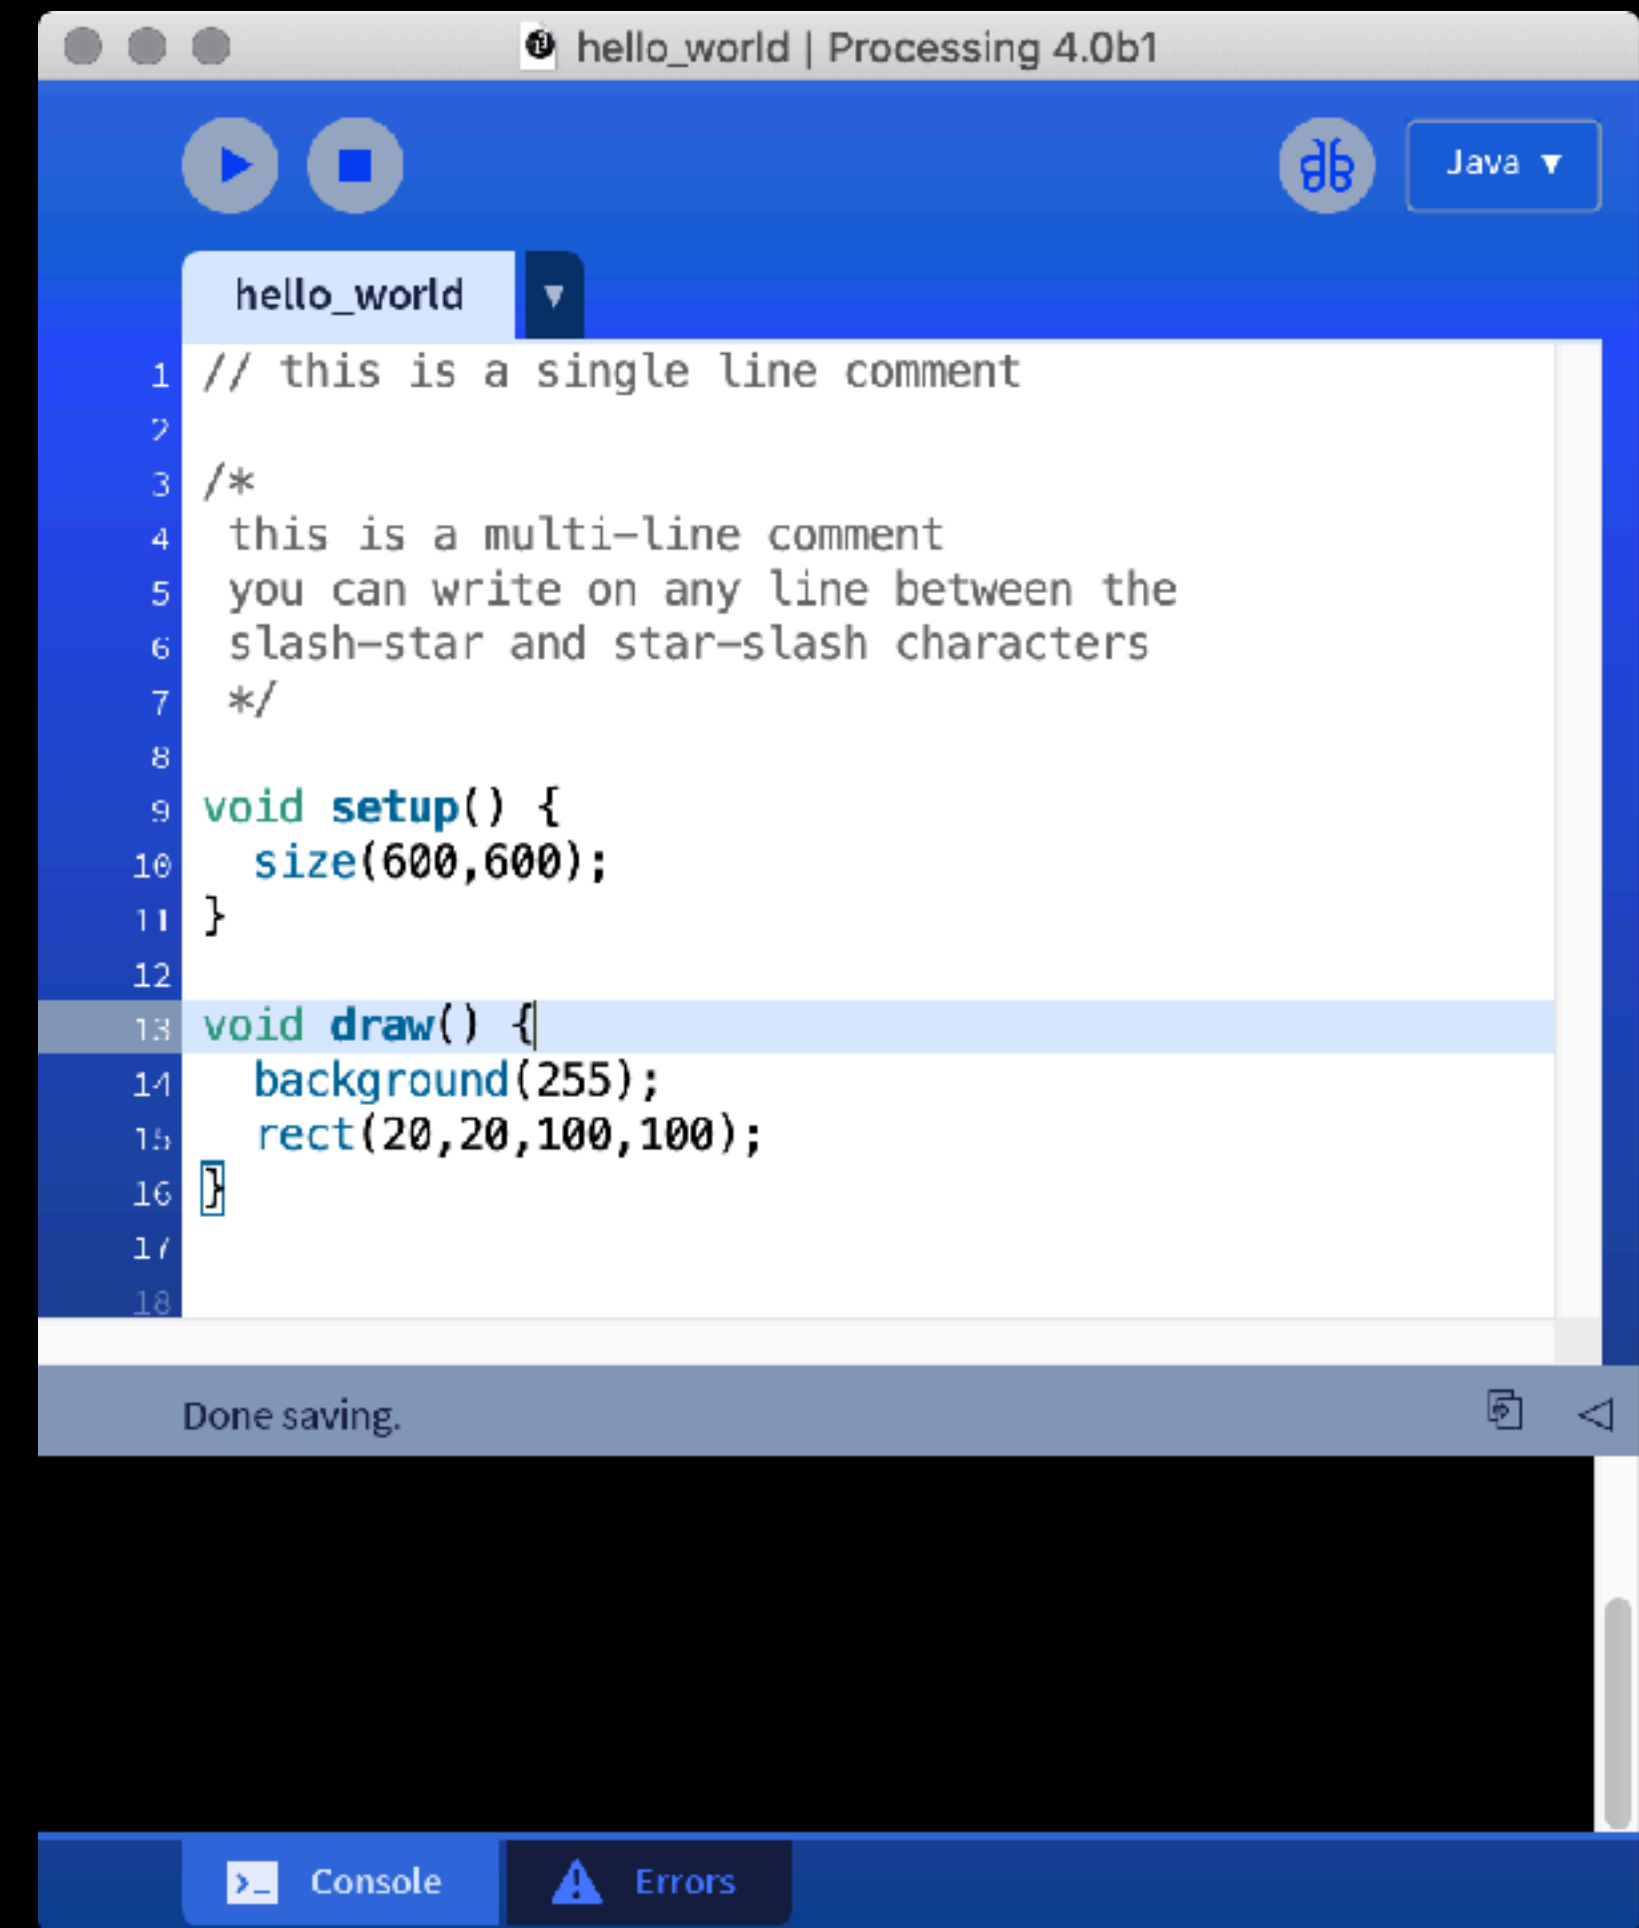 hello_world | Processing 4.0b1
Java ▼
hello_world ▼
1 // this is a single line comment
2
3 /*
4  this is a multi-line comment
5  you can write on any line between the
6  slash-star and star-slash characters
7  */
8
9 void setup() {
10   size(600,600);
11 }
12
13 void draw() {
14   background(255);
15   rect(20,20,100,100);
16 }
17
18
Done saving.
>_ Console
Errors